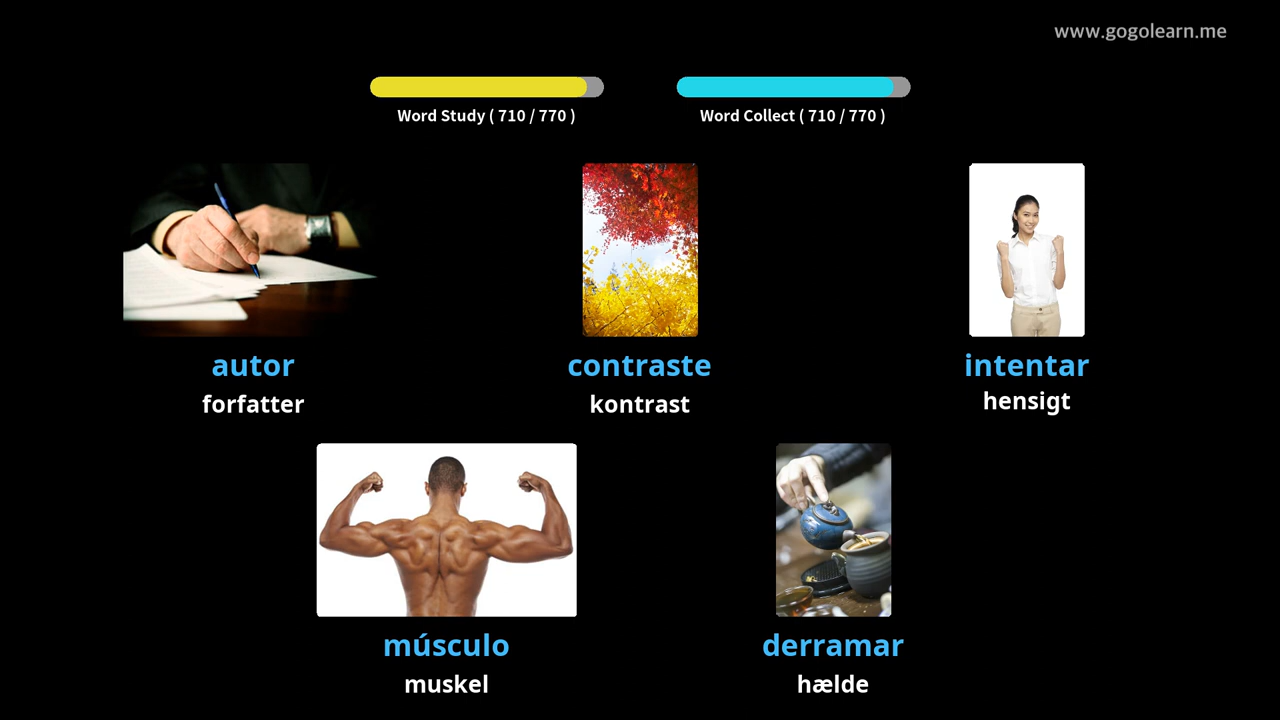 www.gogolearn.me
Word Study ( 710 / 770 )
Word Collect ( 710 / 770 )
autor
forfatter
contraste
kontrast
intentar
hensigt
músculo
muskel
derramar
hælde